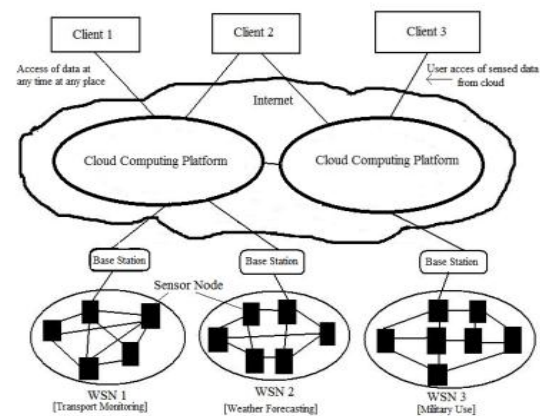 Client 1
Client 2
Client 3
Access of data at
any time at any place
User acces of sensed data
from cloud
Internet
Cloud Computing Platform
Cloud Computing Platform
Base Station
Base Station
Base Station
Sensor Node
WSN 1
[Transport Monitoring]
WSN 2
[Weather Forecasting]
WSN 3
[Military Use]